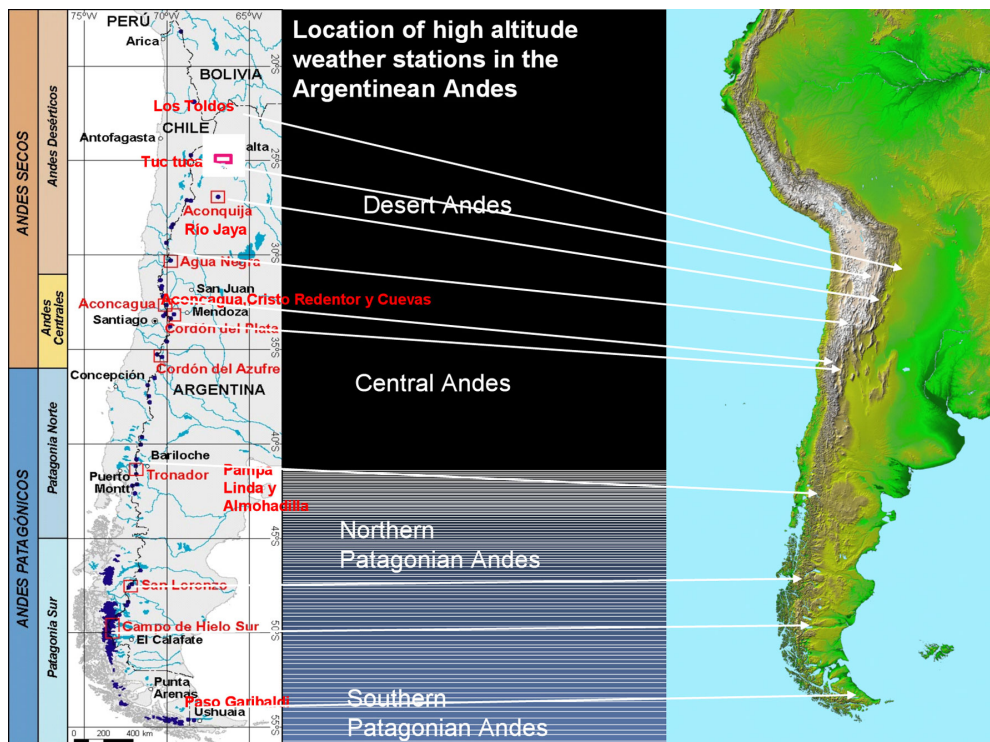 75°W
70°W
65°W
PERÚ
Arica
20°S
BOLIVIA
Los Toldos
CHILE
Antofagasta
alta
Tuc tuca
25°S
Aconquija
Río Jaya
30°S
Agua Negra
San Juan
Aconcagua
Aconcagua,Cristo Redentor y Cuevas
Mendoza
Santiago
Cordón del Plata
35°S
Cordón del Azufre
Concepción
ARGENTINA
40°S
Bariloche
Tronador
Puerto
Montt
Pampa
Linda y
Almohadilla
45°S
San Lorenzo
Campo de Hielo Sur
50°S
El Calafate
Punta
Arenas
Paso Garibaldi
Ushuaia
55°S
75°W
70°W
65°W
0
200
400 km
ANDES SECOS
Andes Desérticos
Andes
Centrales
ANDES PATAGÓNICOS
Patagonia Norte
Patagonia Sur
Location of high altitude
weather stations in the
Argentinean Andes
Desert Andes
Central Andes
Northern
Patagonian Andes
Southern
Patagonian Andes